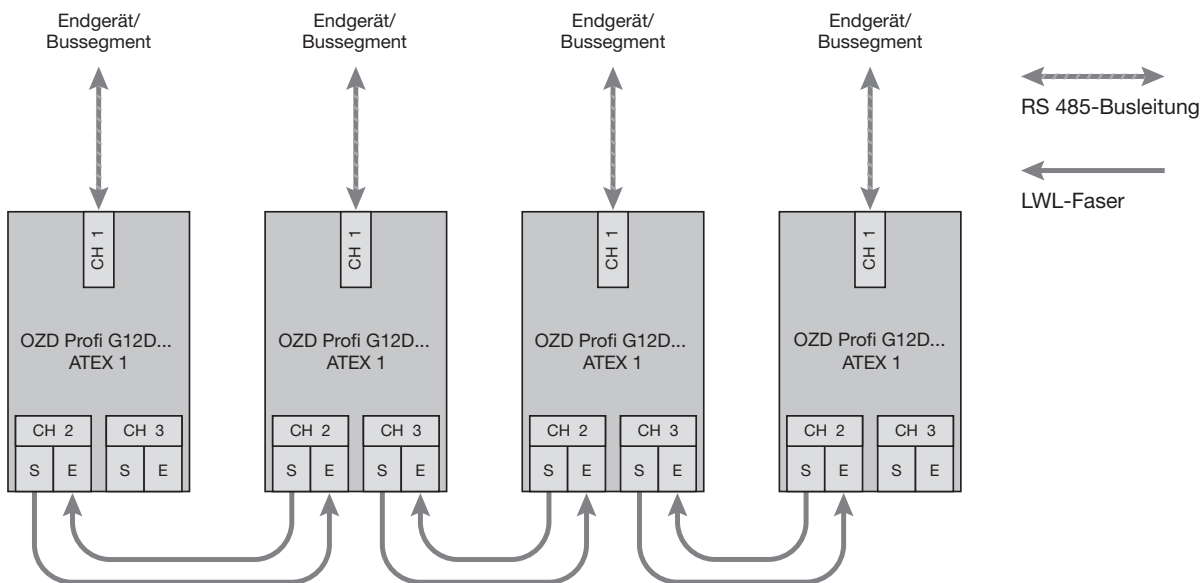 Endgerät/
Bussegment
Endgerät/
Bussegment
Endgerät/
Bussegment
Endgerät/
Bussegment
RS 485-Busleitung
LWL-Faser
CH 1
CH 1
CH 1
CH 1
OZD Profi G12D...
ATEX 1
OZD Profi G12D...
ATEX 1
OZD Profi G12D...
ATEX 1
OZD Profi G12D...
ATEX 1
CH 2 CH 3
S E S E
CH 2 CH 3
S E S E
CH 2 CH 3
S E S E
CH 2 CH 3
S E S E